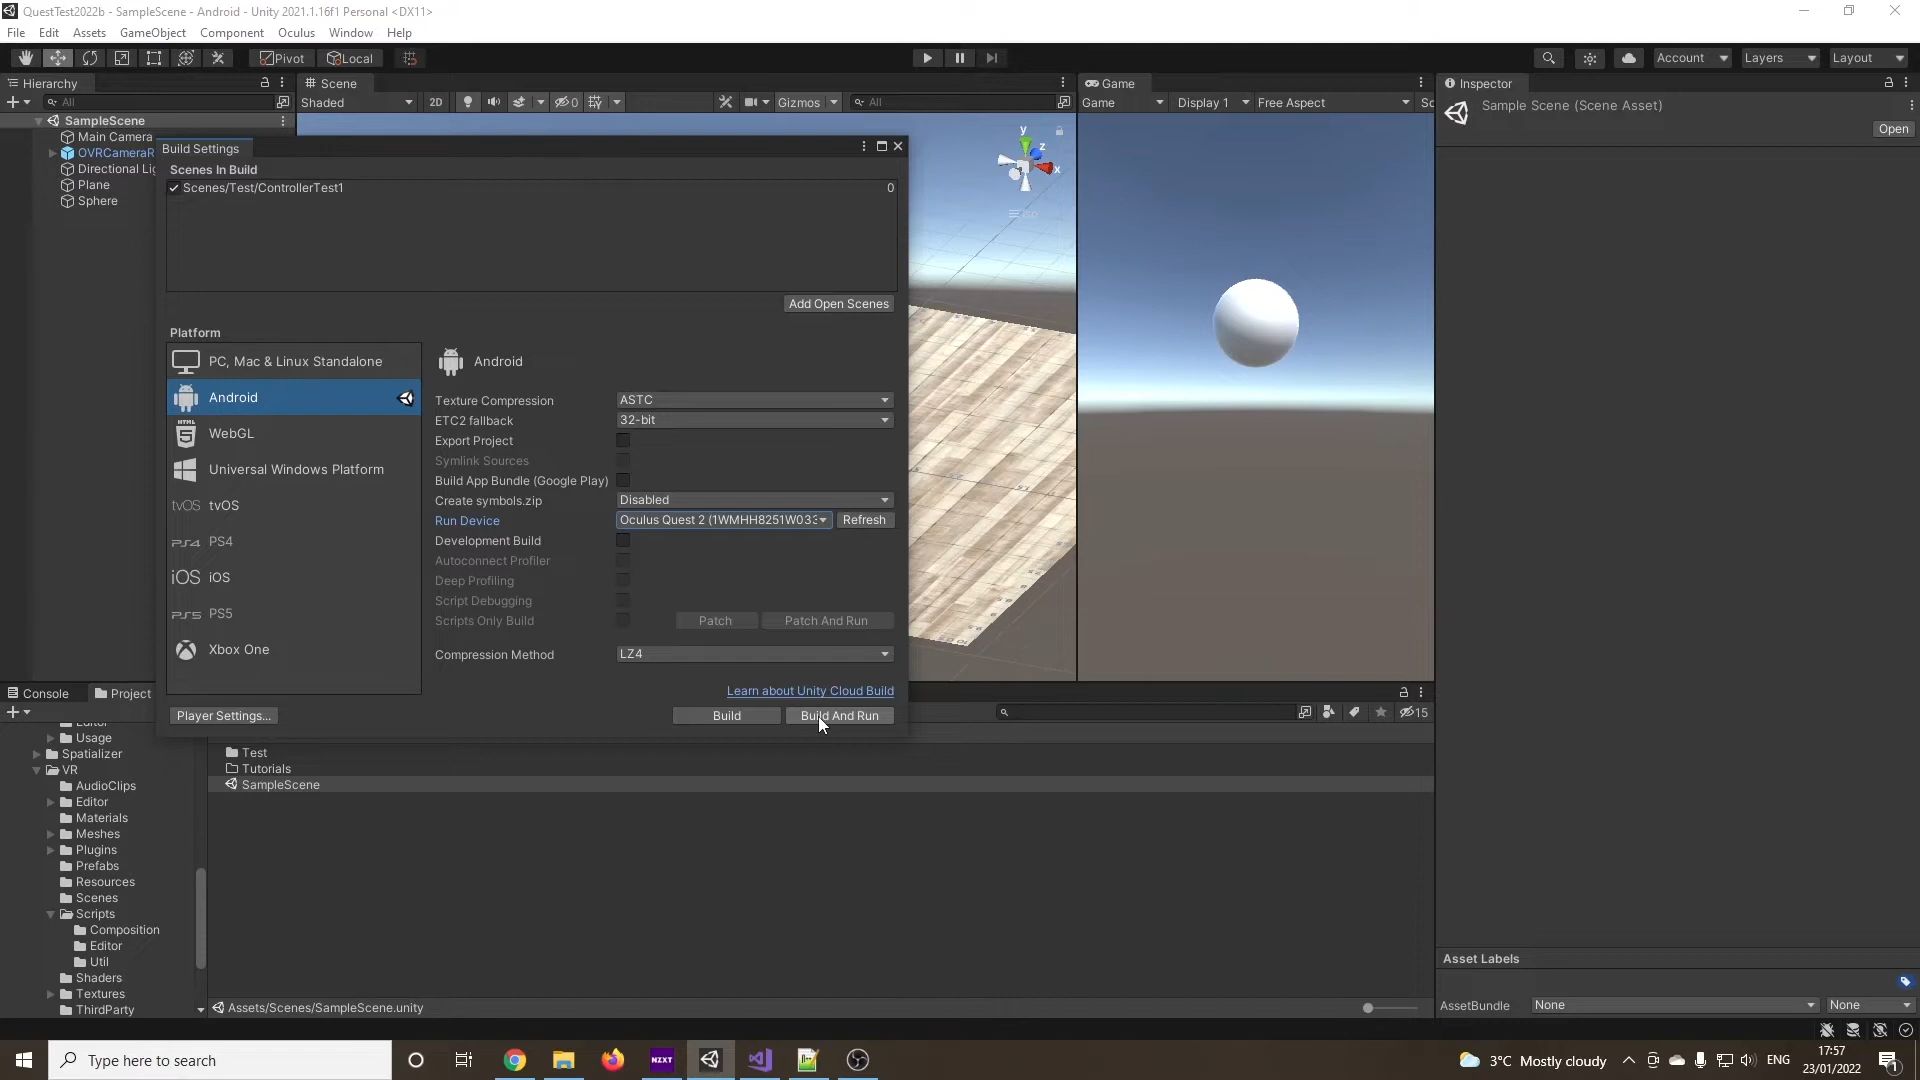 QuestTest2022b - SampleScene - Android - Unity 2021.1.16f1 Personal <DX11>
File Edit Assets GameObject Component Oculus Window Help
Pivot Local Account Layers Layout
Hierarchy
All
SampleScene
Main Camera
OVRCameraR
Directional Lig
Plane
Sphere
Scene
Shaded 2D Gizmos All
y
z
x
Iso
Game
Game Display 1 Free Aspect Sc
Inspector
Sample Scene (Scene Asset)
Open
Build Settings
Scenes In Build
Scenes/Test/ControllerTest1 0
Add Open Scenes
Platform
PC, Mac & Linux Standalone
Android
HTML 5 WebGL
Universal Windows Platform
tvOS tvOS
PS4 PS4
iOS iOS
PS5 PS5
Xbox One
Android
Texture Compression ASTC
ETC2 fallback 32-bit
Export Project
Symlink Sources
Build App Bundle (Google Play)
Create symbols.zip Disabled
Run Device Oculus Quest 2 (1WMHH8251W033 Refresh
Development Build
Autoconnect Profiler
Deep Profiling
Script Debugging
Scripts Only Build Patch Patch And Run
Compression Method LZ4
Learn about Unity Cloud Build
Player Settings... Build Build And Run
Console Project
15
Editor
Usage
Spatializer
VR
AudioClips
Editor
Materials
Meshes
Plugins
Prefabs
Resources
Scenes
Scripts
Composition
Editor
Util
Shaders
Textures
ThirdParty
Test
Tutorials
SampleScene
Assets/Scenes/SampleScene.unity
Asset Labels
AssetBundle None None
Type here to search
NZXT
3°C Mostly cloudy ENG
17:57
23/01/2022
1